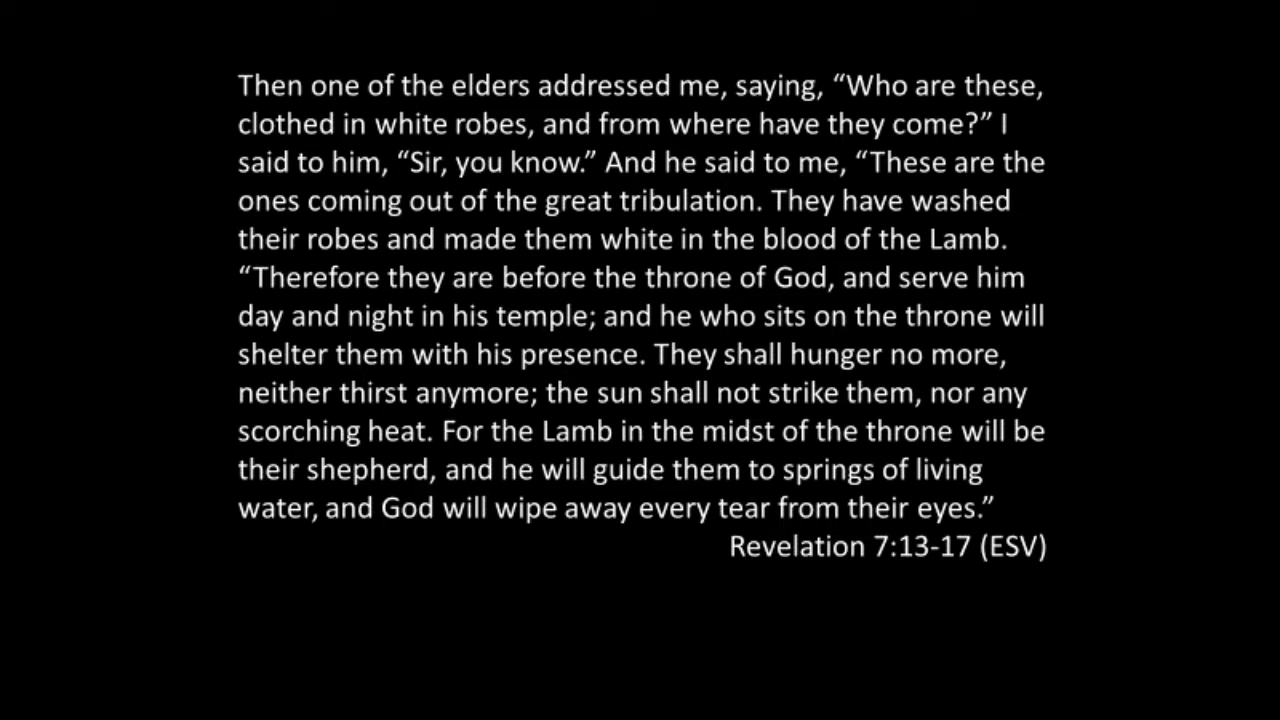 Then one of the elders addressed me, saying, “Who are these,
clothed in white robes, and from where have they come?” I
said to him, “Sir, you know.” And he said to me, “These are the
ones coming out of the great tribulation. They have washed
their robes and made them white in the blood of the Lamb.
“Therefore they are before the throne of God, and serve him
day and night in his temple; and he who sits on the throne will
shelter them with his presence. They shall hunger no more,
neither thirst anymore; the sun shall not strike them, nor any
scorching heat. For the Lamb in the midst of the throne will be
their shepherd, and he will guide them to springs of living
water, and God will wipe away every tear from their eyes.”
Revelation 7:13-17 (ESV)